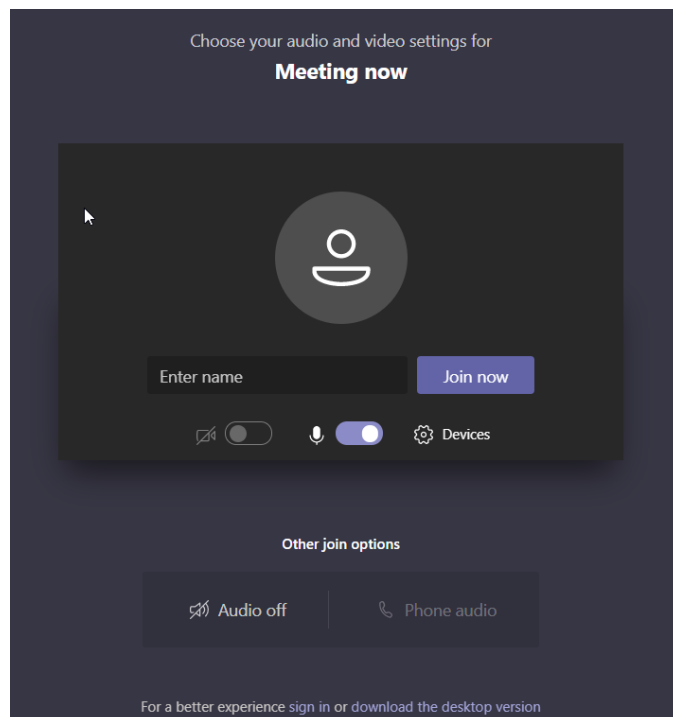 Choose your audio and video settings for
Meeting now
Enter name
Join now
Devices
Other join options
Audio off
Phone audio
For a better experience sign in or download the desktop version